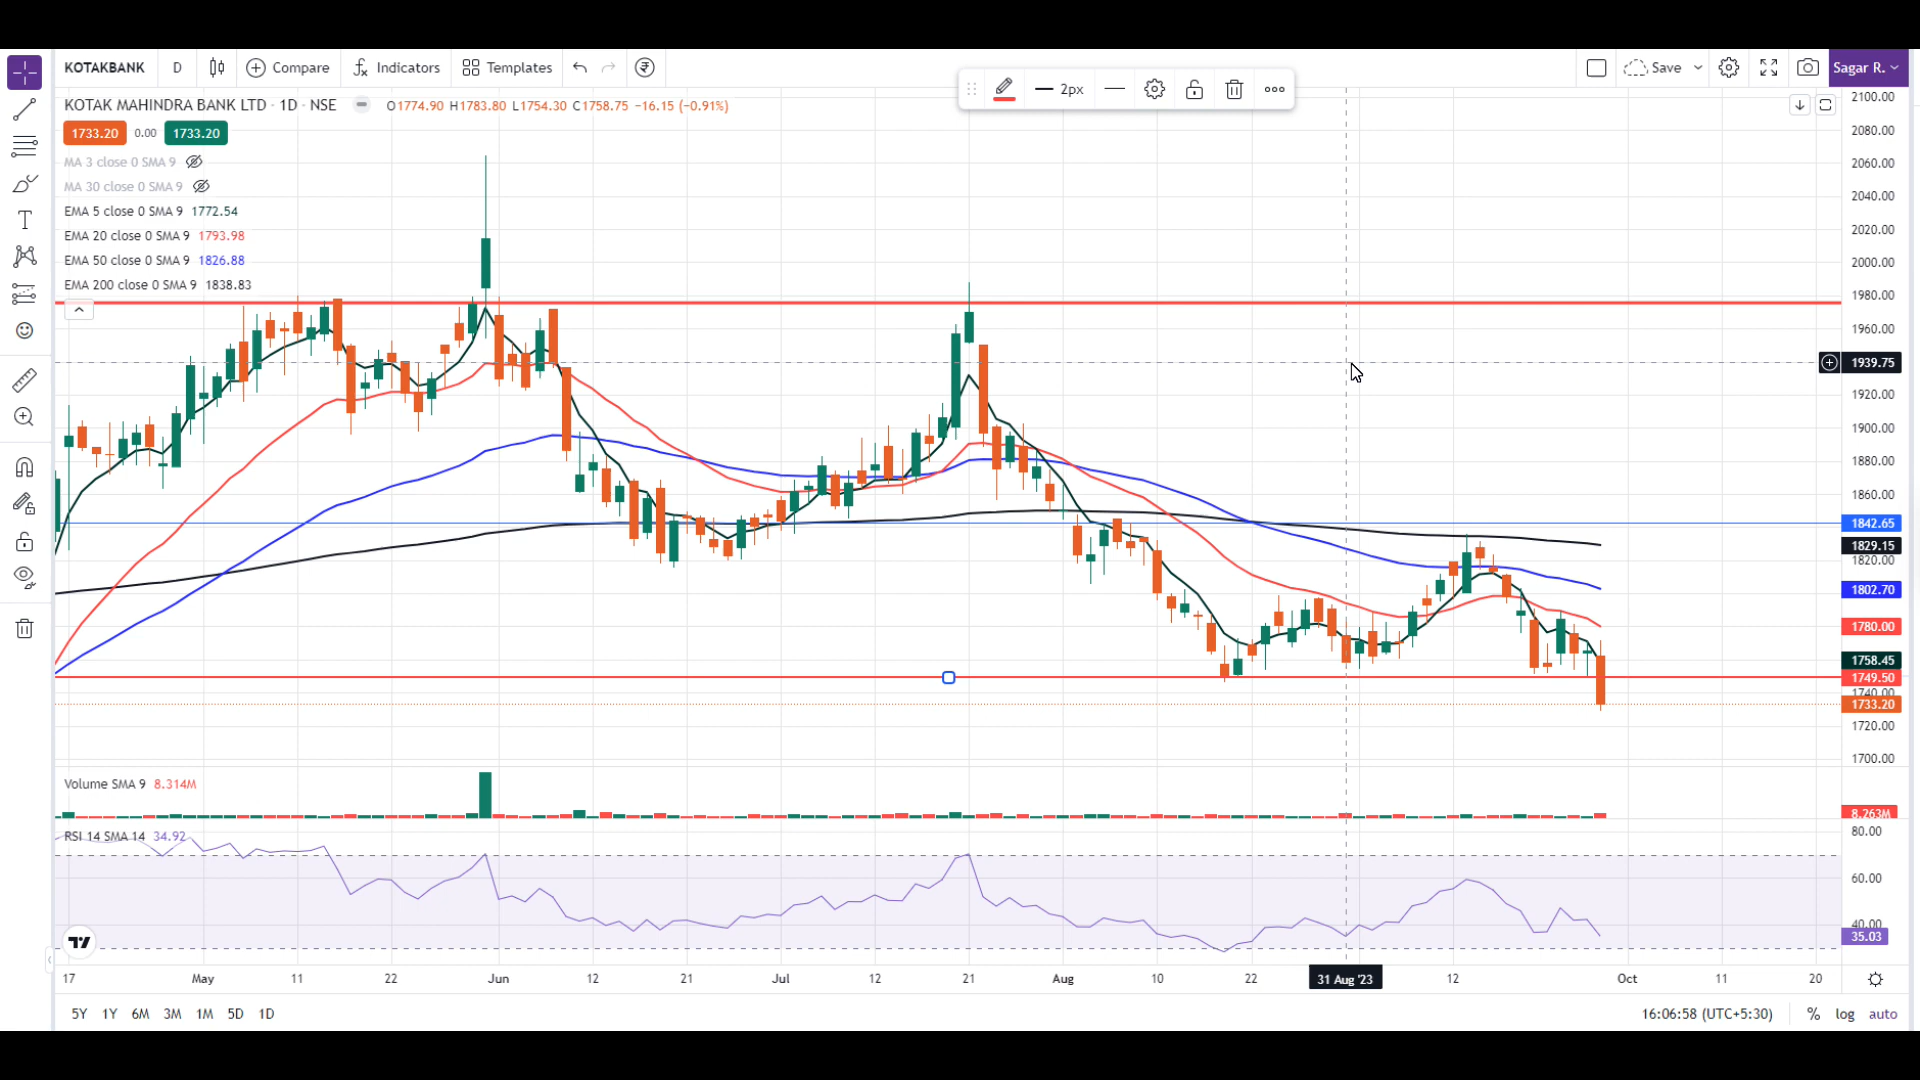 KOTAKBANK D Compare Indicators Templates Save Sagar R.
2px
KOTAK MAHINDRA BANK LTD · 1D · NSE O1774.90 H1783.80 L1754.30 C1758.75 −16.15 (−0.91%)
1733.20 0.00 1733.20
MA 3 close 0 SMA 9
MA 30 close 0 SMA 9
EMA 5 close 0 SMA 9 1772.54
EMA 20 close 0 SMA 9 1793.98
EMA 50 close 0 SMA 9 1826.88
EMA 200 close 0 SMA 9 1838.83
2100.00
2080.00
2060.00
2040.00
2020.00
2000.00
1980.00
1960.00
1939.75
1920.00
1900.00
1880.00
1860.00
1842.65
1829.15
1820.00
1802.70
1780.00
1758.45
1749.50
1740.00
1733.20
1720.00
1700.00
Volume SMA 9 8.314M
8.263M
RSI 14 SMA 14 34.92
80.00
60.00
40.00
35.03
17 May 11 22 Jun 12 21 Jul 12 21 Aug 10 22 31 Aug '23 12 Oct 11 20
5Y 1Y 6M 3M 1M 5D 1D 16:06:58 (UTC+5:30) % log auto